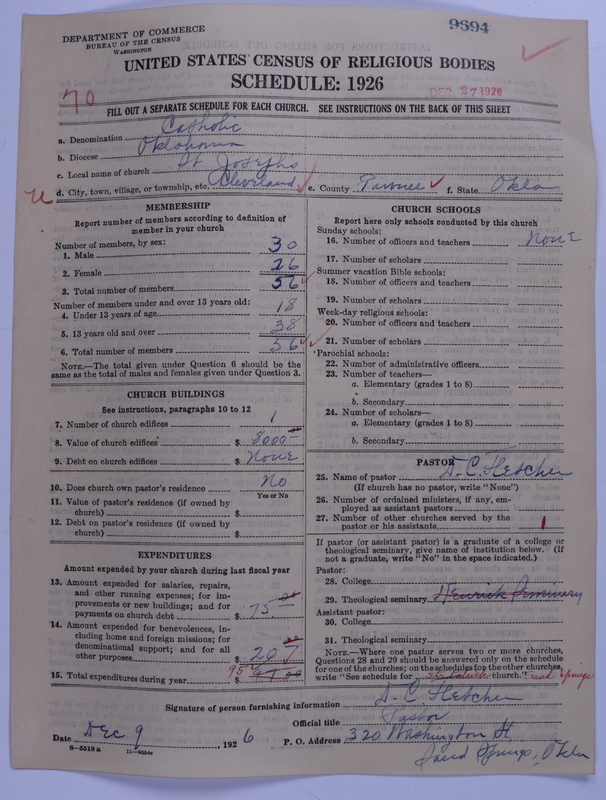 DEPARTMENT OF COMMERCE
BUREAU OF THE CENSUS
WASHINGTON
9694
UNITED STATES CENSUS OF RELIGIOUS BODIES
SCHEDULE: 1926
DEC 27 1926
70
FILL OUT A SEPARATE SCHEDULE FOR EACH CHURCH. SEE INSTRUCTIONS ON THE BACK OF THIS SHEET
a. Denomination Catholic
b. Diocese Oklahoma
c. Local name of church St Josephs
d. City, town, village, or township, etc. Cleveland e. County Pawnee f. State Okla
MEMBERSHIP
Report number of members according to definition of
member in your church
Number of members, by sex:
1. Male 30
2. Female 26
3. Total number of members 56
Number of members under and over 13 years old:
4. Under 13 years of age 18
5. 13 years old and over 38
6. Total number of members 56
NOTE.—The total given under Question 6 should be
same as the total of males and females given under Question 3.
CHURCH BUILDINGS
See instructions, paragraphs 10 to 12
7. Number of church edifices 1
8. Value of church edifices $ 8000
9. Debt on church edifices $ None
10. Does church own pastor's residence No
Yes or No
11. Value of pastor's residence (if owned by
church) $
12. Debt on pastor's residence (if owned by
church) $
EXPENDITURES
Amount expended by your church during last fiscal year
13. Amount expended for salaries, repairs,
and other running expenses; for im-
provements or new buildings; and for
payments on church debt $ 75
14. Amount expended for benevolences, in-
cluding home and foreign missions; for
denominational support; and for all
other purposes $ 20
15. Total expenditures during year $ 95
CHURCH SCHOOLS
Report here only schools conducted by this church
Sunday schools:
16. Number of officers and teachers None
17. Number of scholars
Summer vacation Bible schools:
18. Number of officers and teachers
19. Number of scholars
Week-day religious schools:
20. Number of officers and teachers
21. Number of scholars
Parochial schools:
22. Number of administrative officers
23. Number of teachers—
a. Elementary (grades 1 to 8)
b. Secondary
24. Number of scholars—
a. Elementary (grades 1 to 8)
b. Secondary
PASTOR
25. Name of pastor D. C. Fletcher
(If church has no pastor, write "None")
26. Number of ordained ministers, if any, em-
ployed as assistant pastors
27. Number of other churches served by the
pastor or his assistants 1
If pastor (or assistant pastor) is a graduate of a college or
theological seminary, give name of institution below. (If
not a graduate, write "No" in the space indicated.)
Pastor:
28. College
29. Theological seminary Kenrick Seminary
Assistant pastor:
30. College
31. Theological seminary
NOTE.—Where one pastor serves two or more churches,
Questions 28 and 29 should be answered only on the schedule
for one of the churches; on the schedules for the other churches,
write "See schedule for church." Sand Springs
Signature of person furnishing information D. C. Fletcher
Official title Pastor
Date Dec 9, 1926 P. O. Address 320 Washington St.
Sand Springs, Okla
8—5518a 11—9054